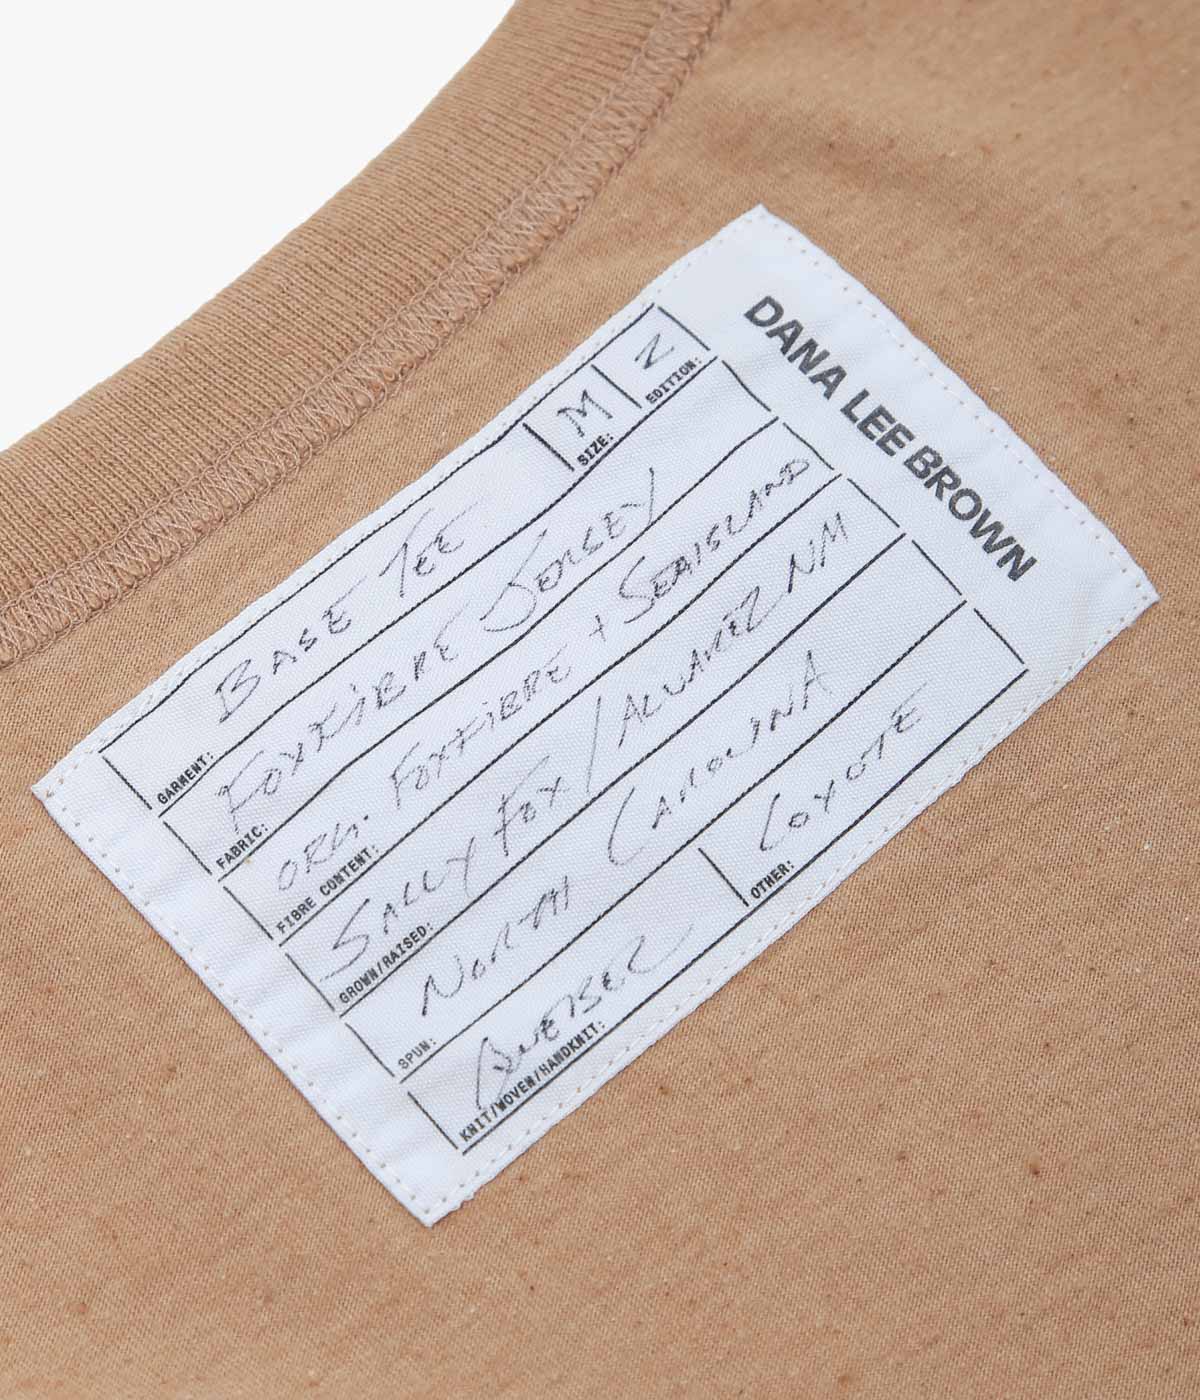 DANA LEE BROWN
BASE TEE M N
GARMENT: SIZE: EDITION:
FOXFIBRE JERSEY
FABRIC:
ORG. FOXFIBRE + SEAISLAND
FIBRE CONTENT:
SALLY FOX / ALVAREZ NM
GROWN/RAISED:
NORTH CAROLINA
SPUN:
COYOTE
KNIT/WOVEN/HANDKNIT: OTHER: